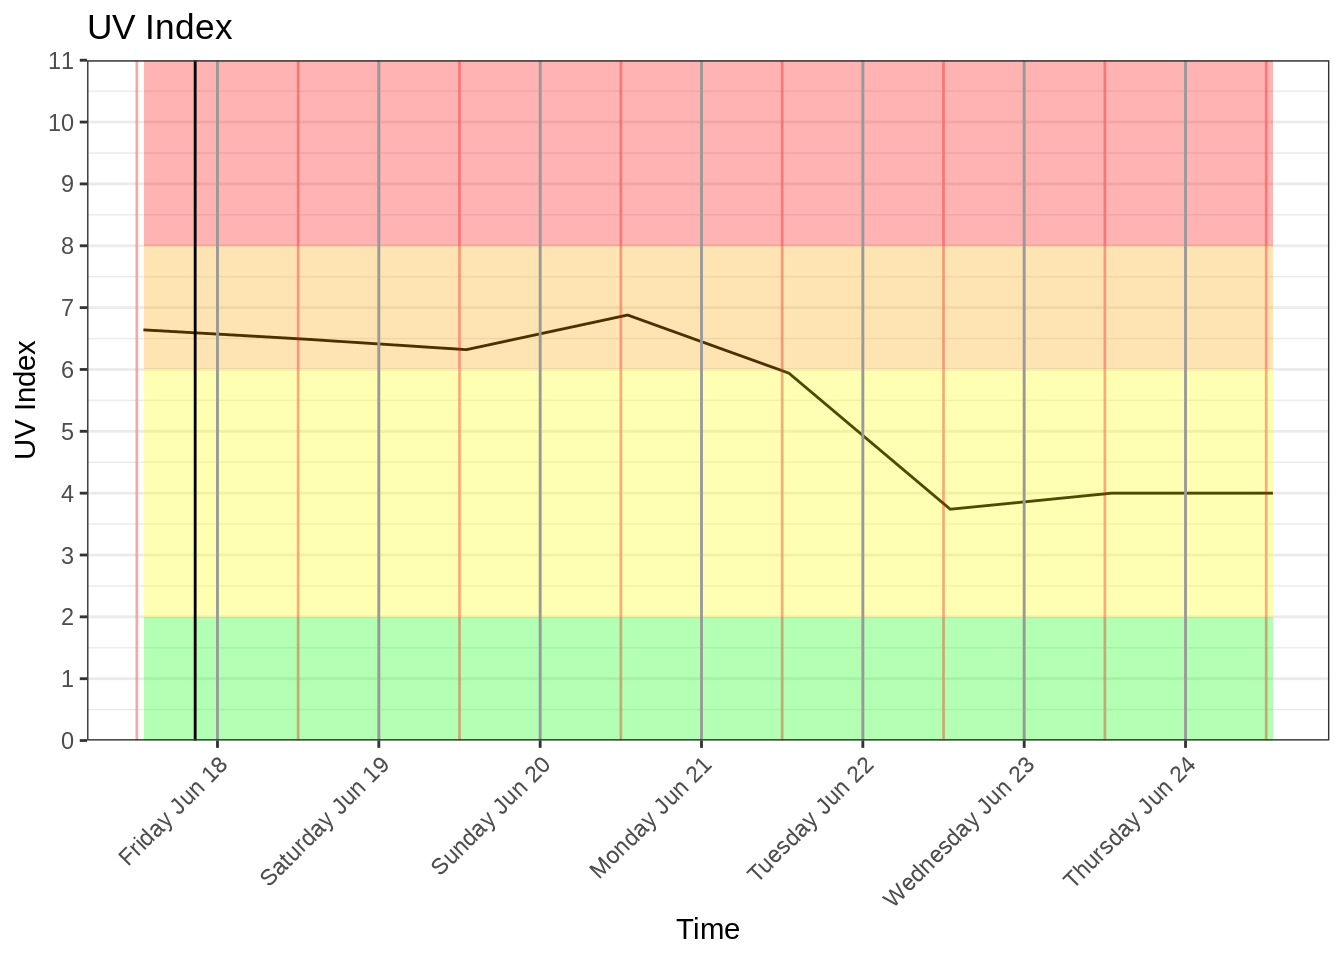 UV Index
11
10
9
8
7
6
5
4
3
2
1
0
UV Index
Friday Jun 18
Saturday Jun 19
Sunday Jun 20
Monday Jun 21
Tuesday Jun 22
Wednesday Jun 23
Thursday Jun 24
Time